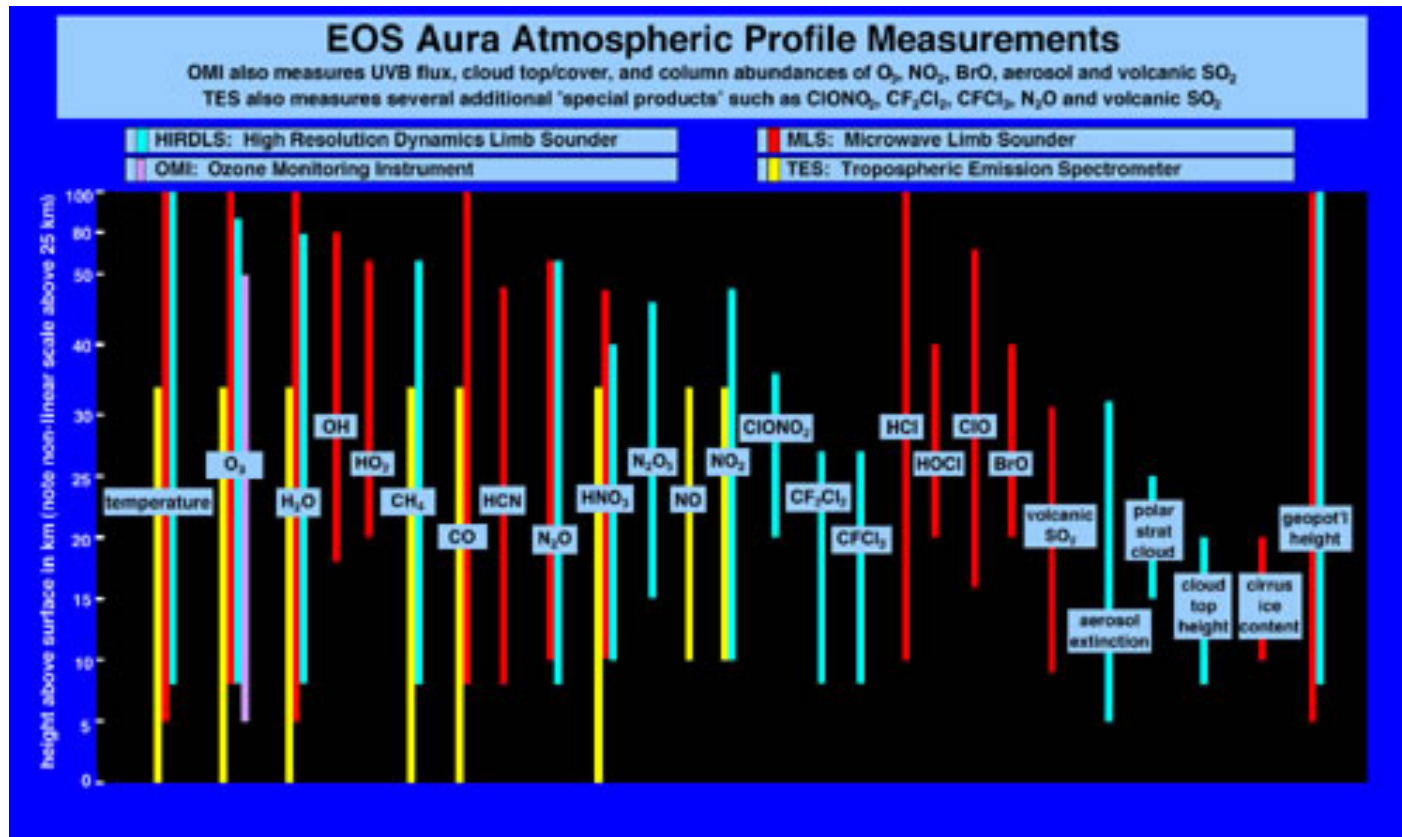 EOS Aura Atmospheric Profile Measurements
OMI also measures UVB flux, cloud top/cover, and column abundances of O₃, NO₂, BrO, aerosol and volcanic SO₂
TES also measures several additional 'special products' such as ClONO₂, CF₂Cl₂, CFCl₃, N₂O and volcanic SO₂
HIRDLS: High Resolution Dynamics Limb Sounder
MLS: Microwave Limb Sounder
OMI: Ozone Monitoring Instrument
TES: Tropospheric Emission Spectrometer
height above surface in km (note non-linear scale above 25 km)
100
80
50
40
30
25
20
15
10
5
0
temperature
O₃
H₂O
OH
HO₂
CH₄
CO
HCN
N₂O
HNO₃
N₂O₅
NO
NO₂
ClONO₂
CF₂Cl₂
CFCl₃
HCl
HOCl
ClO
BrO
volcanic
SO₂
aerosol
extinction
polar
strat
cloud
cloud
top
height
cirrus
ice
content
geopot'l
height